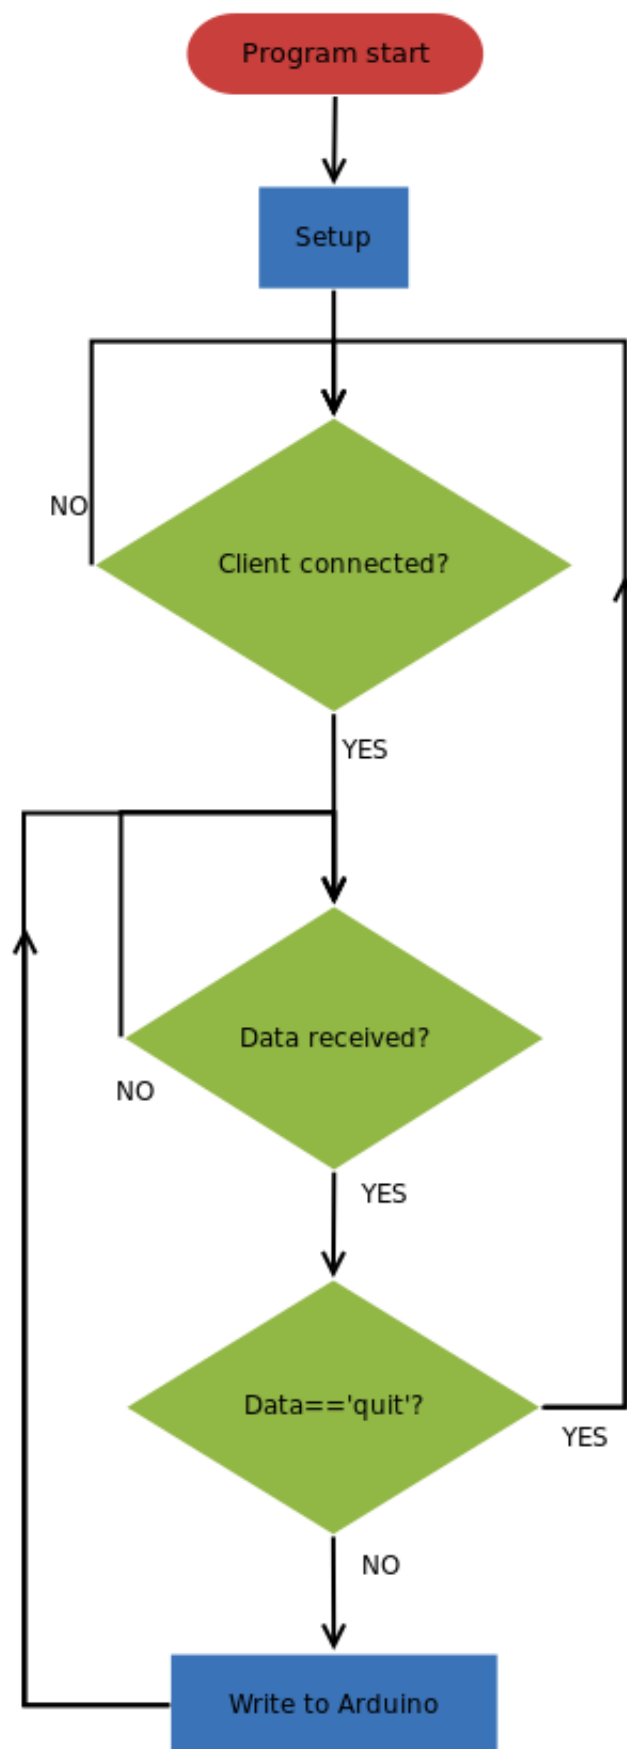 Program start
Setup
Client connected?
NO
YES
Data received?
NO
YES
Data=='quit'?
YES
NO
Write to Arduino